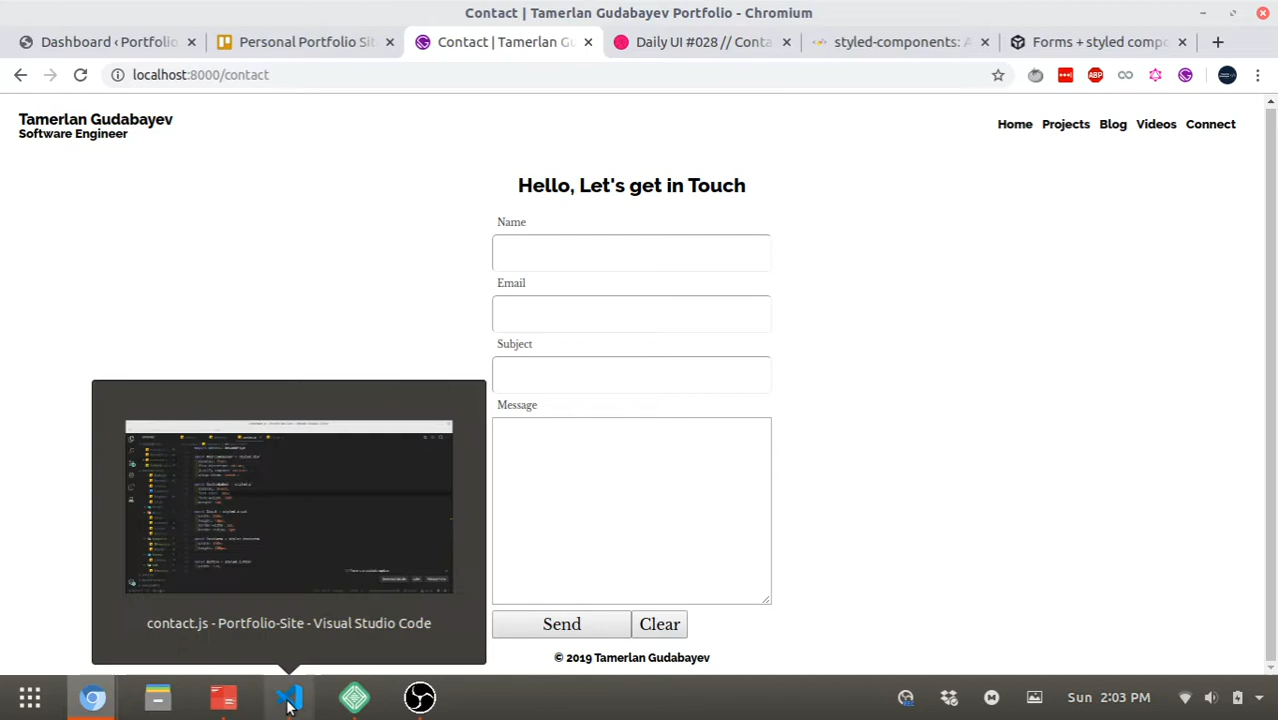 Contact | Tamerlan Gudabayev Portfolio - Chromium
Dashboard ‹ Portfolio
Personal Portfolio Sit
Contact | Tamerlan Gu
Daily UI #028 // Conta
styled-components: A
Forms + styled compo
localhost:8000/contact
ABP
Tamerlan Gudabayev
Software Engineer
Home Projects Blog Videos Connect
Hello, Let's get in Touch
Name
Email
Subject
Message
Send Clear
© 2019 Tamerlan Gudabayev
contact.js - Portfolio-Site - Visual Studio Code
Sun 2:03 PM